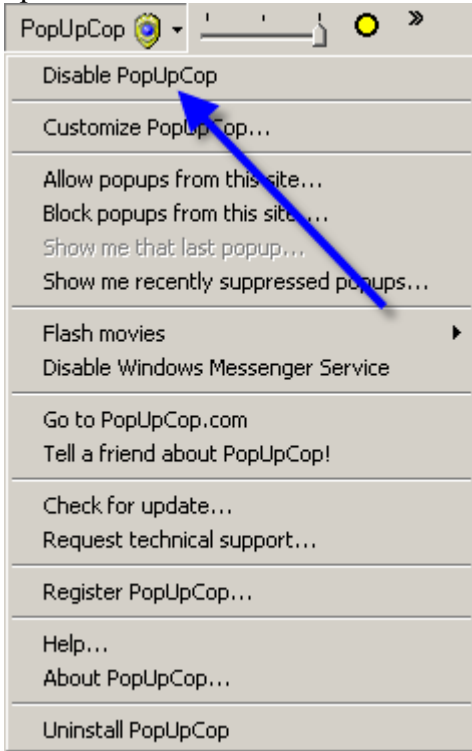 PopUpCop
Disable PopUpCop
Customize PopUpCop...
Allow popups from this site...
Block popups from this site...
Show me that last popup...
Show me recently suppressed popups...
Flash movies
Disable Windows Messenger Service
Go to PopUpCop.com
Tell a friend about PopUpCop!
Check for update...
Request technical support...
Register PopUpCop...
Help...
About PopUpCop...
Uninstall PopUpCop